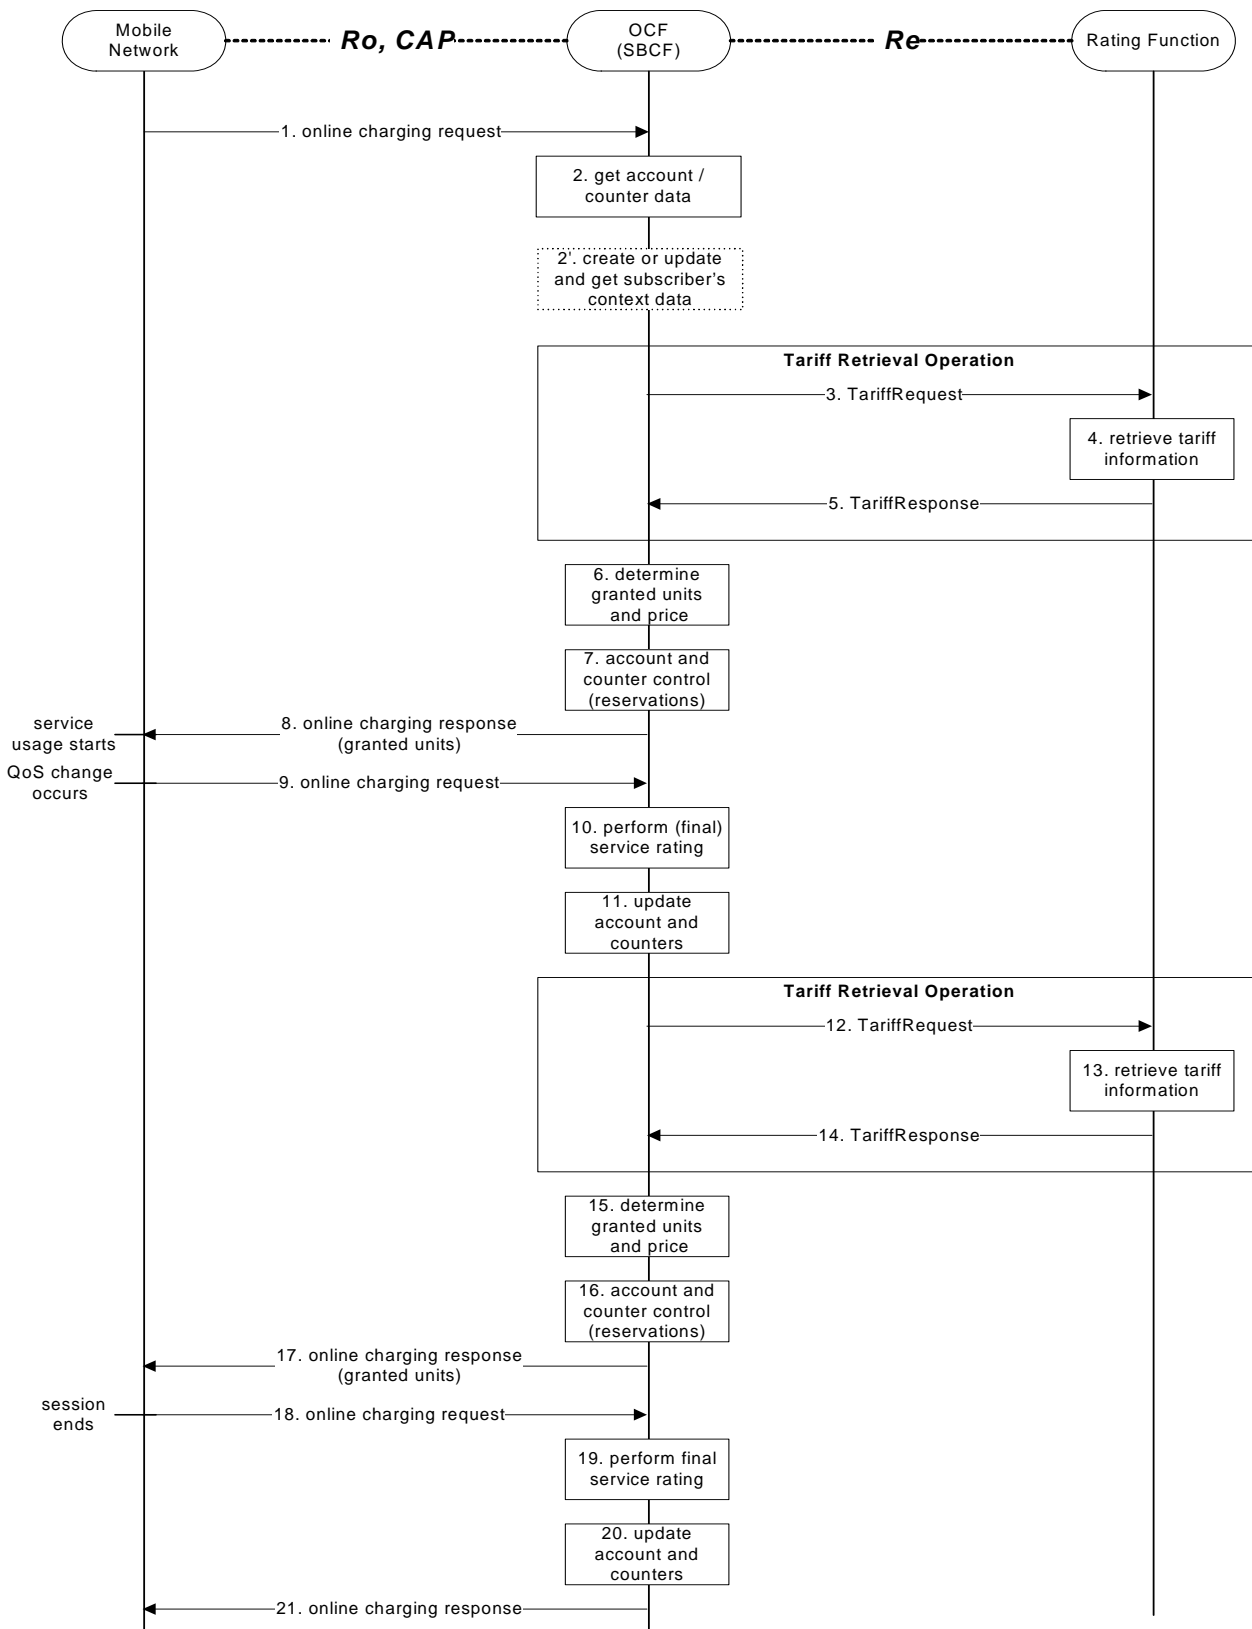 Mobile
Network
Ro, CAP
OCF
(SBCF)
Re
Rating Function
1. online charging request
2. get account /
counter data
2'. create or update
and get subscriber's
context data
Tariff Retrieval Operation
3. TariffRequest
4. retrieve tariff
information
5. TariffResponse
6. determine
granted units
and price
7. account and
counter control
(reservations)
service
usage starts
8. online charging response
(granted units)
QoS change
occurs
9. online charging request
10. perform (final)
service rating
11. update
account and
counters
Tariff Retrieval Operation
12. TariffRequest
13. retrieve tariff
information
14. TariffResponse
15. determine
granted units
and price
16. account and
counter control
(reservations)
17. online charging response
(granted units)
session
ends
18. online charging request
19. perform final
service rating
20. update
account and
counters
21. online charging response